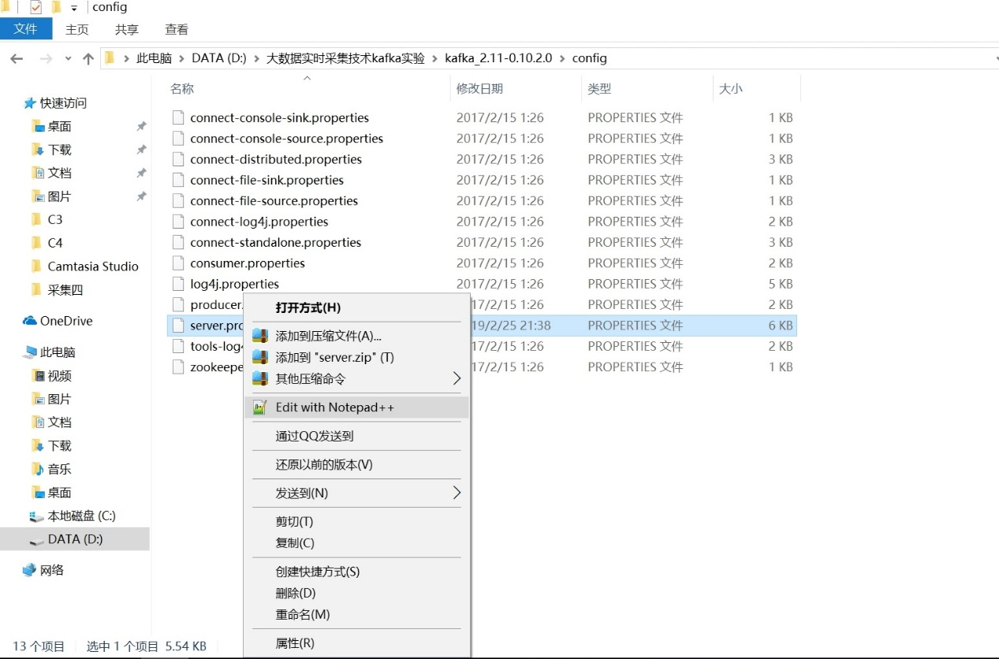 config
文件 主页 共享 查看
此电脑 DATA (D:) 大数据实时采集技术kafka实验 kafka_2.11-0.10.2.0 config
名称 修改日期 类型 大小
快速访问
桌面
下载
文档
图片
C3
C4
Camtasia Studio
采集四
OneDrive
此电脑
视频
图片
文档
下载
音乐
桌面
本地磁盘 (C:)
DATA (D:)
网络
connect-console-sink.properties 2017/2/15 1:26 PROPERTIES 文件 1 KB
connect-console-source.properties 2017/2/15 1:26 PROPERTIES 文件 1 KB
connect-distributed.properties 2017/2/15 1:26 PROPERTIES 文件 3 KB
connect-file-sink.properties 2017/2/15 1:26 PROPERTIES 文件 1 KB
connect-file-source.properties 2017/2/15 1:26 PROPERTIES 文件 1 KB
connect-log4j.properties 2017/2/15 1:26 PROPERTIES 文件 2 KB
connect-standalone.properties 2017/2/15 1:26 PROPERTIES 文件 3 KB
consumer.properties 2017/2/15 1:26 PROPERTIES 文件 2 KB
log4j.properties 2017/2/15 1:26 PROPERTIES 文件 5 KB
producer. 17/2/15 1:26 PROPERTIES 文件 2 KB
server.pro 19/2/25 21:38 PROPERTIES 文件 6 KB
tools-log4 17/2/15 1:26 PROPERTIES 文件 2 KB
zookeepe 17/2/15 1:26 PROPERTIES 文件 1 KB
打开方式(H)
添加到压缩文件(A)...
添加到 "server.zip" (T)
其他压缩命令
Edit with Notepad++
通过QQ发送到
还原以前的版本(V)
发送到(N)
剪切(T)
复制(C)
创建快捷方式(S)
删除(D)
重命名(M)
属性(R)
13 个项目 选中 1 个项目 5.54 KB